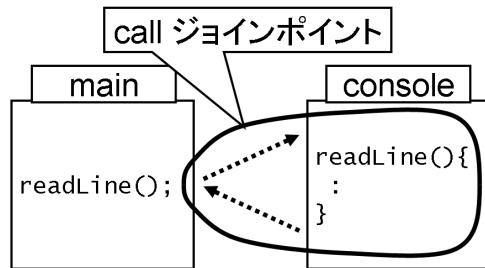 call ジョインポイント
main
console
readLine();
readLine(){
:
}